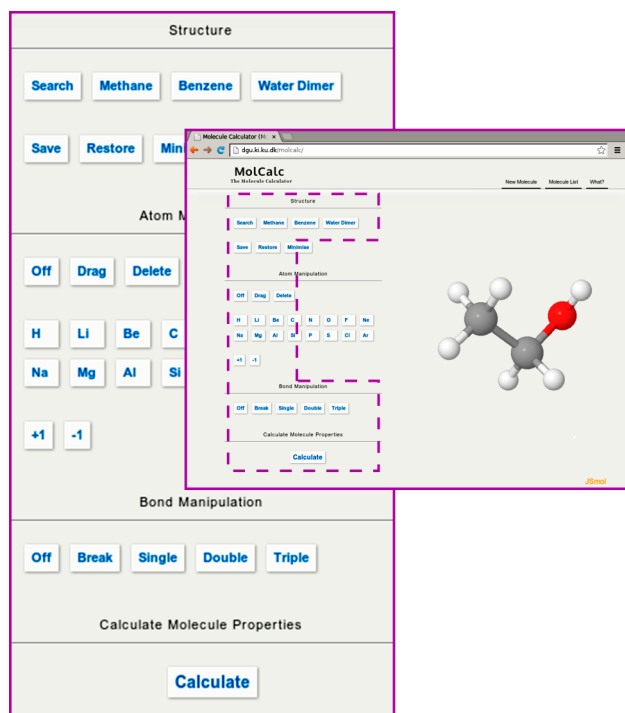 Structure
Search Methane Benzene Water Dimer
Save Restore Mini
Atom M
Off Drag Delete
H Li Be C
Na Mg Al Si
+1 -1
Bond Manipulation
Off Break Single Double Triple
Calculate Molecule Properties
Calculate
Molecule Calculator (Mo ×
dgu.ki.ku.dk/molcalc/
MolCalc
The Molecule Calculator
New Molecule Molecule List What?
Structure
Search Methane Benzene Water Dimer
Save Restore Minimise
Atom Manipulation
Off Drag Delete
H Li Be C N O F Ne
Na Mg Al Si P S Cl Ar
+1 -1
Bond Manipulation
Off Break Single Double Triple
Calculate Molecule Properties
Calculate
JSmol